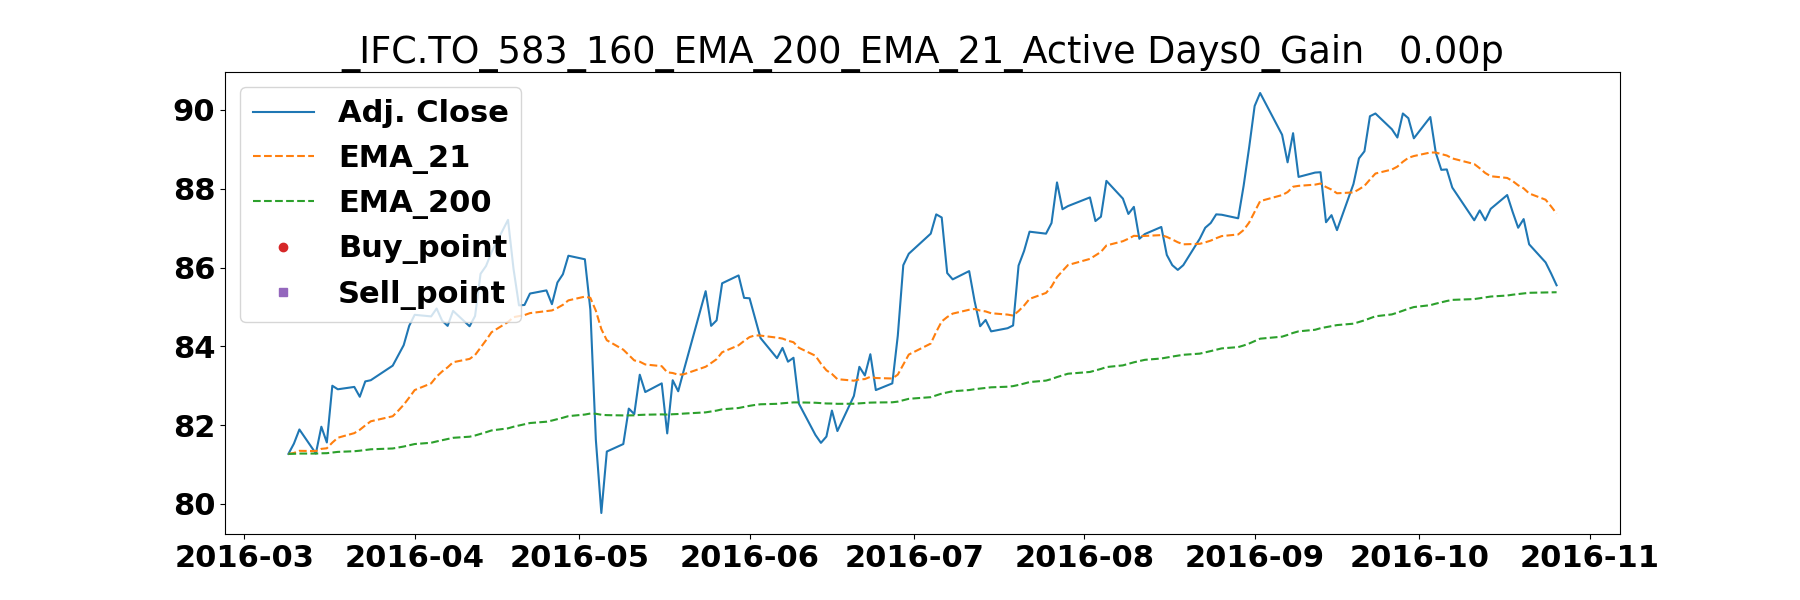 _IFC.TO_583_160_EMA_200_EMA_21_Active Days0_Gain   0.00p
90
88
86
84
82
80
Adj. Close
EMA_21
EMA_200
Buy_point
Sell_point
2016-03 2016-04 2016-05 2016-06 2016-07 2016-08 2016-09 2016-10 2016-11